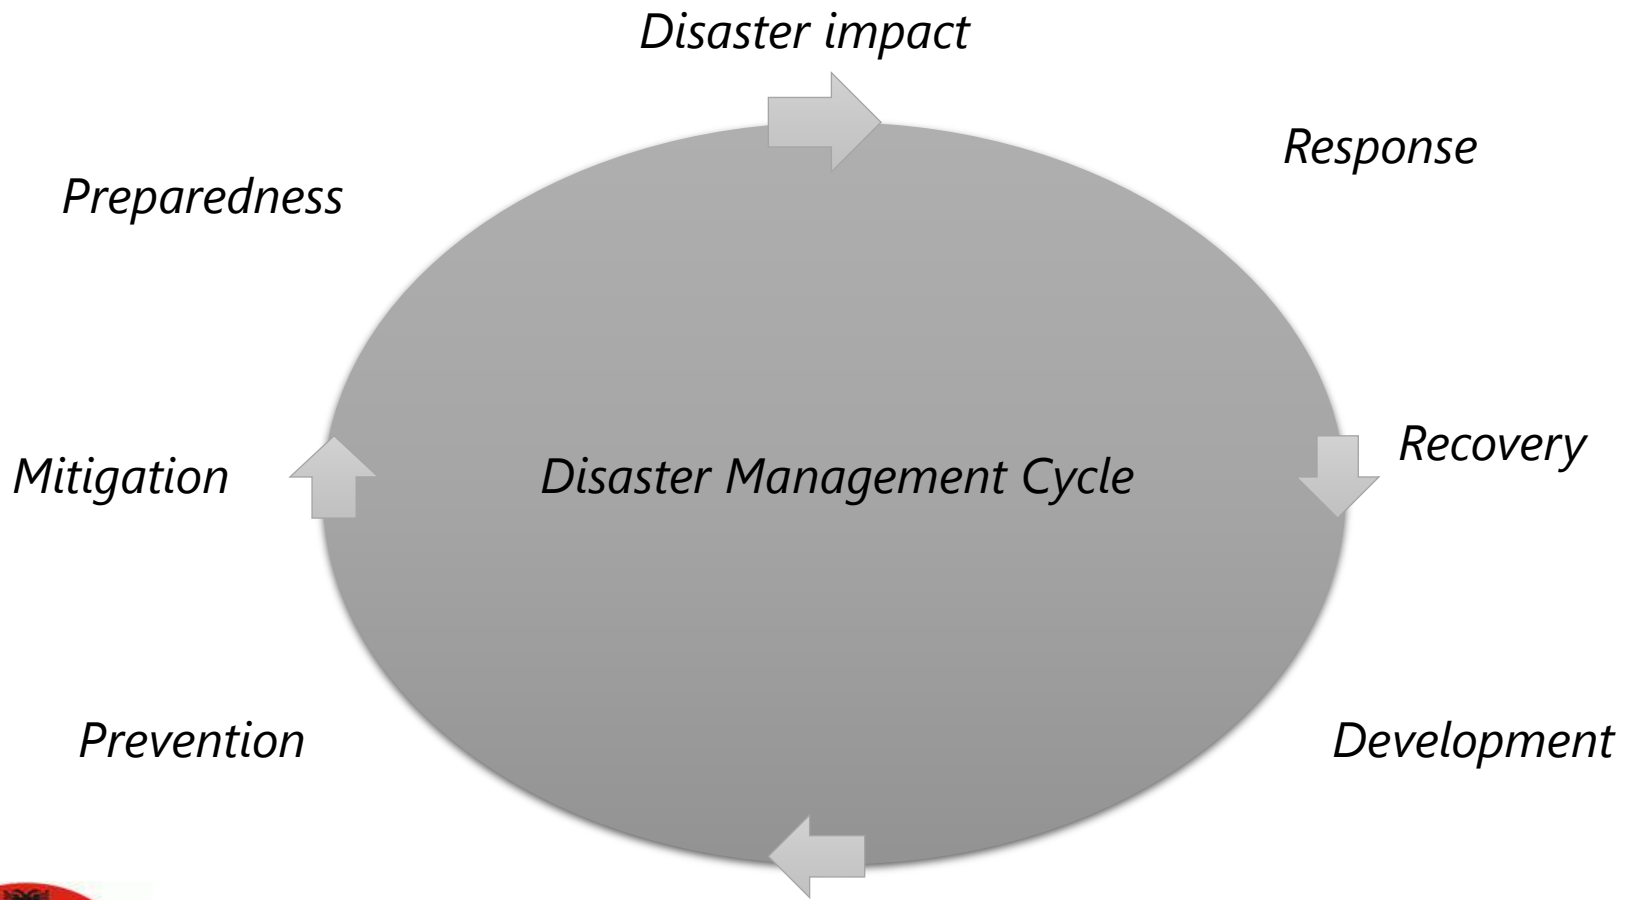 Disaster impact
Response
Preparedness
Recovery
Mitigation
Disaster Management Cycle
Prevention
Development